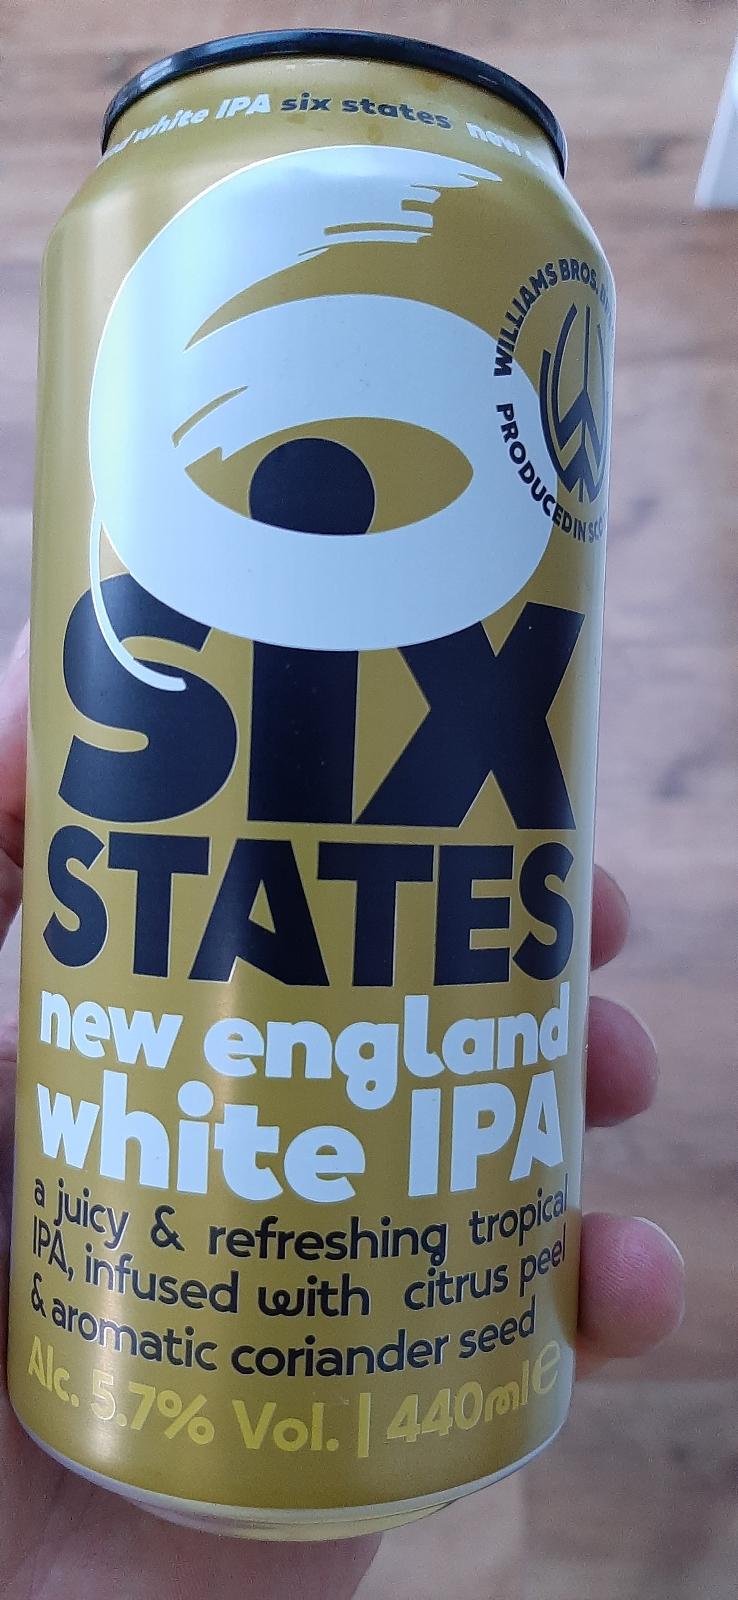 white IPA six states new
WILLIAMS BROS.
PRODUCED IN
SIX
STATES
new england
white IPA
a juicy & refreshing tropical
IPA, infused with citrus peel
& aromatic coriander seed
Alc. 5.7% Vol. | 440ml e